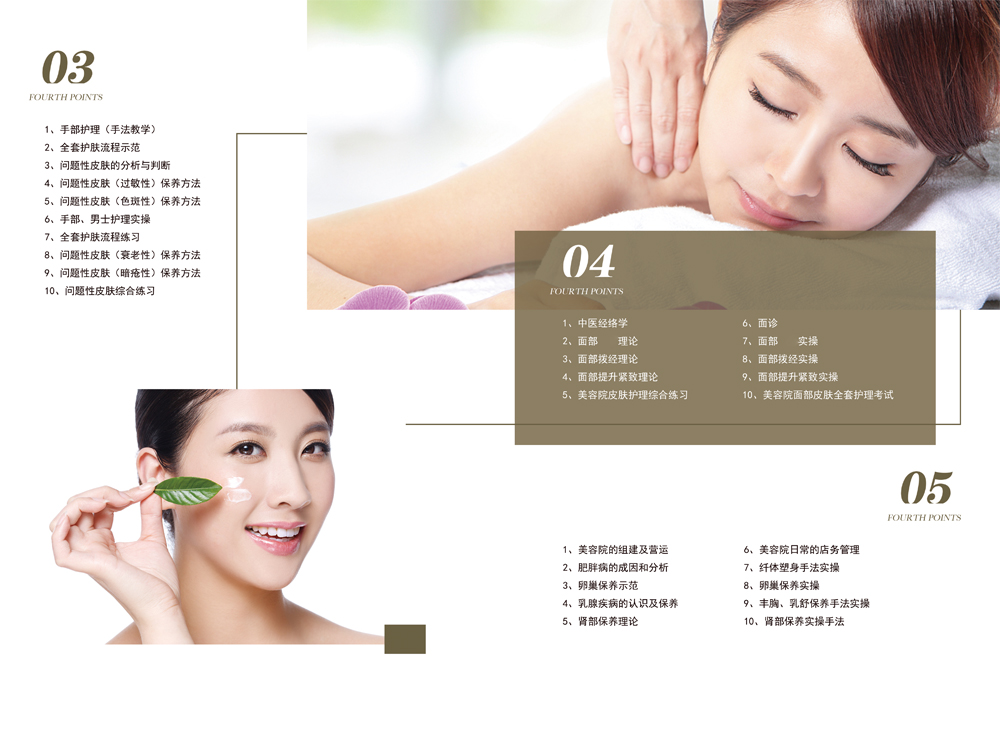 03
FOURTH POINTS
1、手部护理（手法教学）
2、全套护肤流程示范
3、问题性皮肤的分析与判断
4、问题性皮肤（过敏性）保养方法
5、问题性皮肤（色斑性）保养方法
6、手部、男士护理实操
7、全套护肤流程练习
8、问题性皮肤（衰老性）保养方法
9、问题性皮肤（暗疮性）保养方法
10、问题性皮肤综合练习
04
FOURTH POINTS
1、中医经络学
2、面部 理论
3、面部拨经理论
4、面部提升紧致理论
5、美容院皮肤护理综合练习
6、面诊
7、面部 实操
8、面部拨经实操
9、面部提升紧致实操
10、美容院面部皮肤全套护理考试
05
FOURTH POINTS
1、美容院的组建及营运
2、肥胖病的成因和分析
3、卵巢保养示范
4、乳腺疾病的认识及保养
5、肾部保养理论
6、美容院日常的店务管理
7、纤体塑身手法实操
8、卵巢保养实操
9、丰胸、乳舒保养手法实操
10、肾部保养实操手法